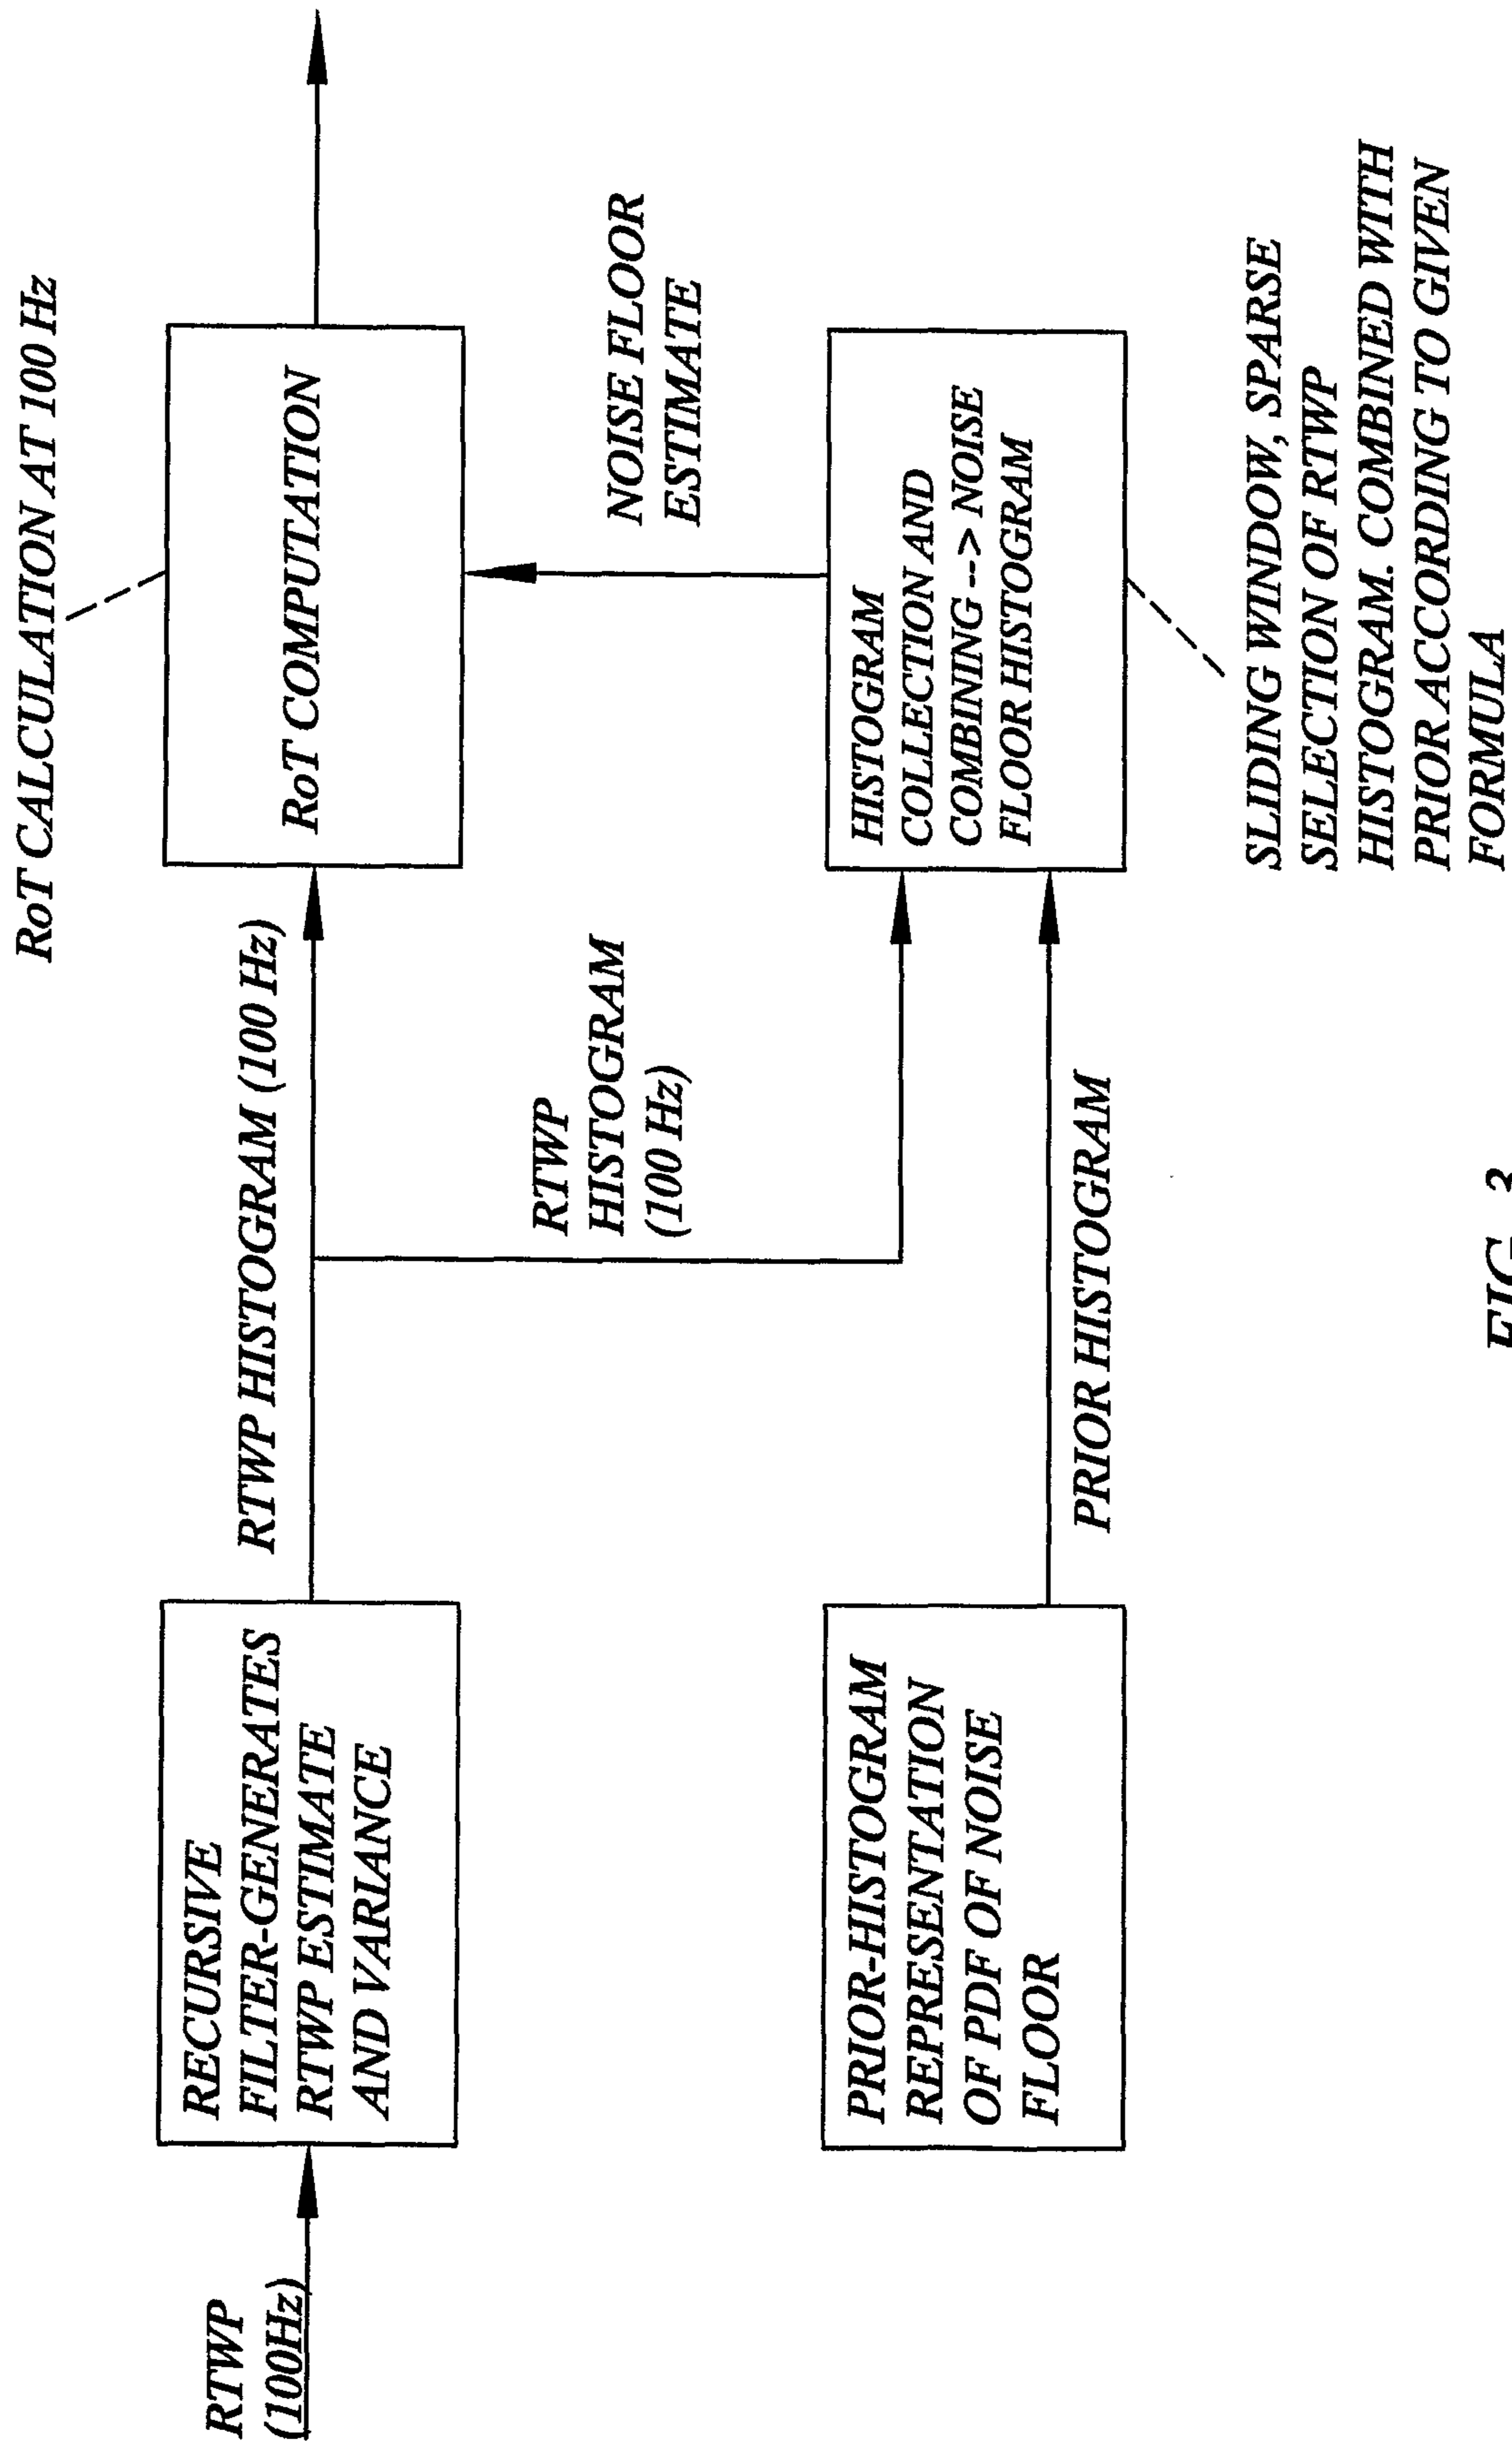 RoT CALCULATION AT 100 Hz
RTWP
(100Hz)
RECURSIVE
FILTER-GENERATES
RTWP ESTIMATE
AND VARIANCE
RTWP HISTOGRAM (100 Hz)
RoT COMPUTATION
RTWP
HISTOGRAM
(100 Hz)
NOISE FLOOR
ESTIMATE
PRIOR-HISTOGRAM
REPRESENTATION
OF PDF OF NOISE
FLOOR
PRIOR HISTOGRAM
HISTOGRAM
COLLECTION AND
COMBINING --> NOISE
FLOOR HISTOGRAM
SLIDING WINDOW, SPARSE
SELECTION OF RTWP
HISTOGRAM. COMBINED WITH
PRIOR ACCORDING TO GIVEN
FORMULA